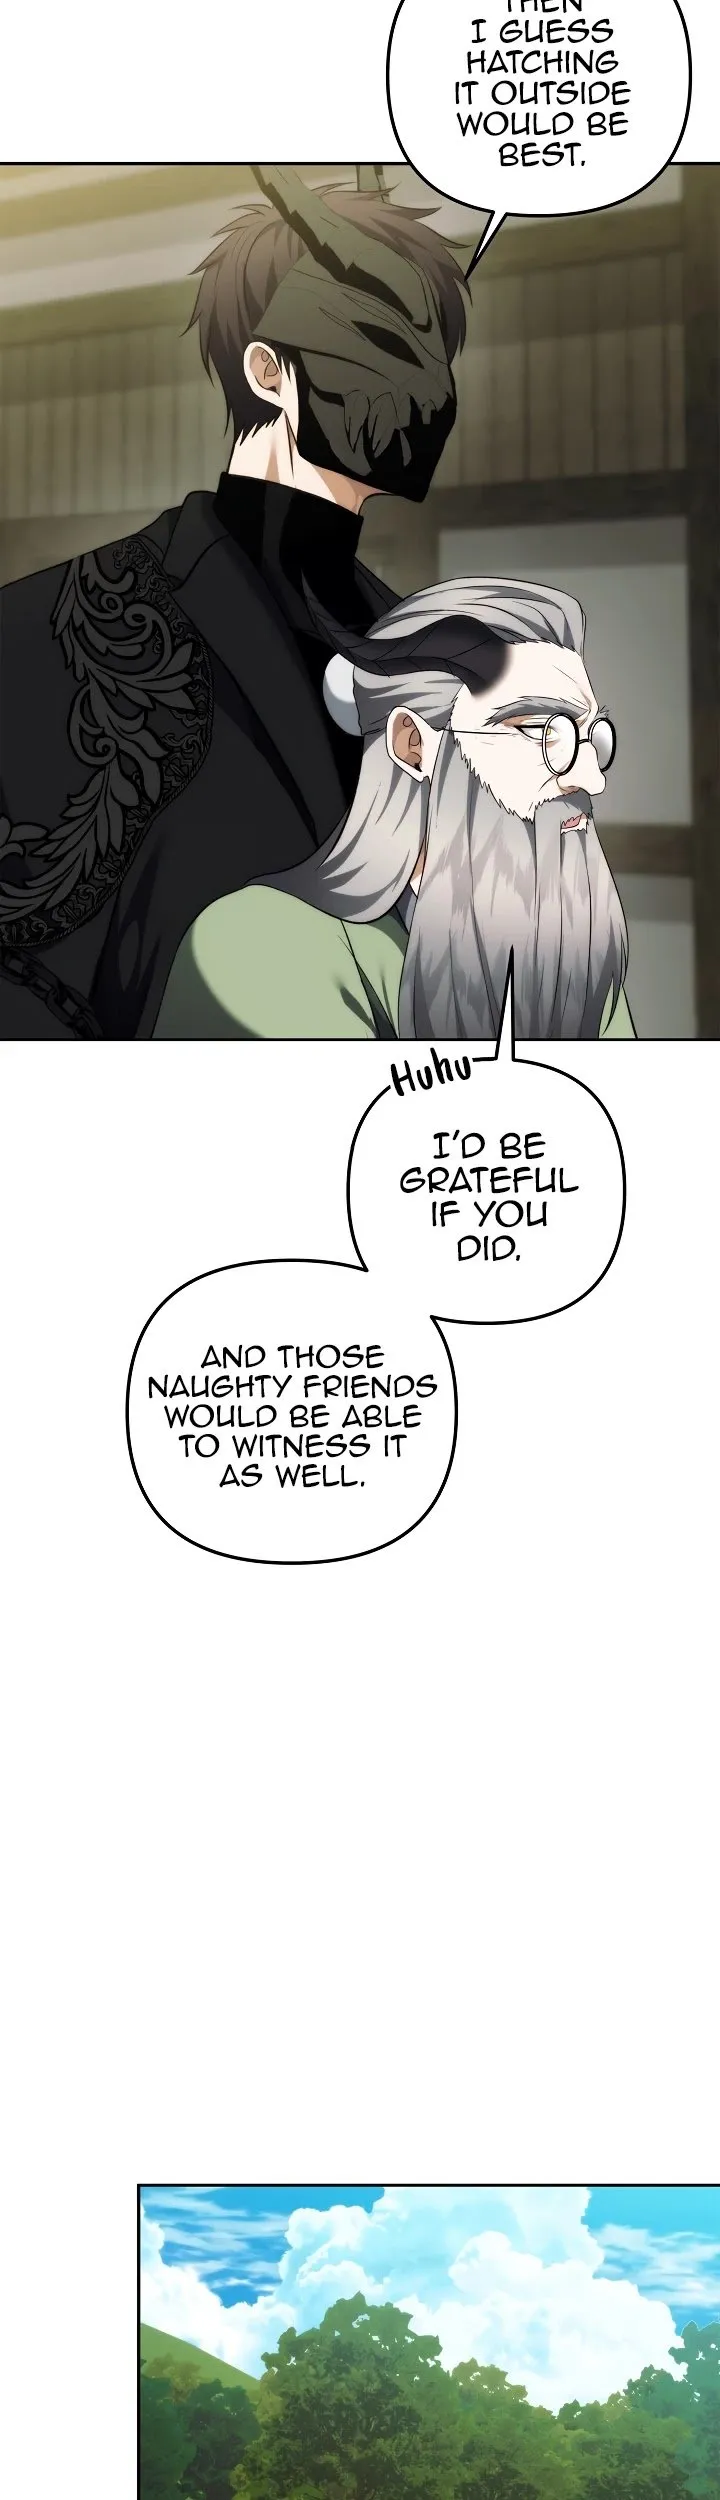 THEN
I GUESS
HATCHING
IT OUTSIDE
WOULD BE
BEST.
Huhu
I'D BE
GRATEFUL
IF YOU
DID.
AND THOSE
NAUGHTY FRIENDS
WOULD BE ABLE
TO WITNESS IT
AS WELL.